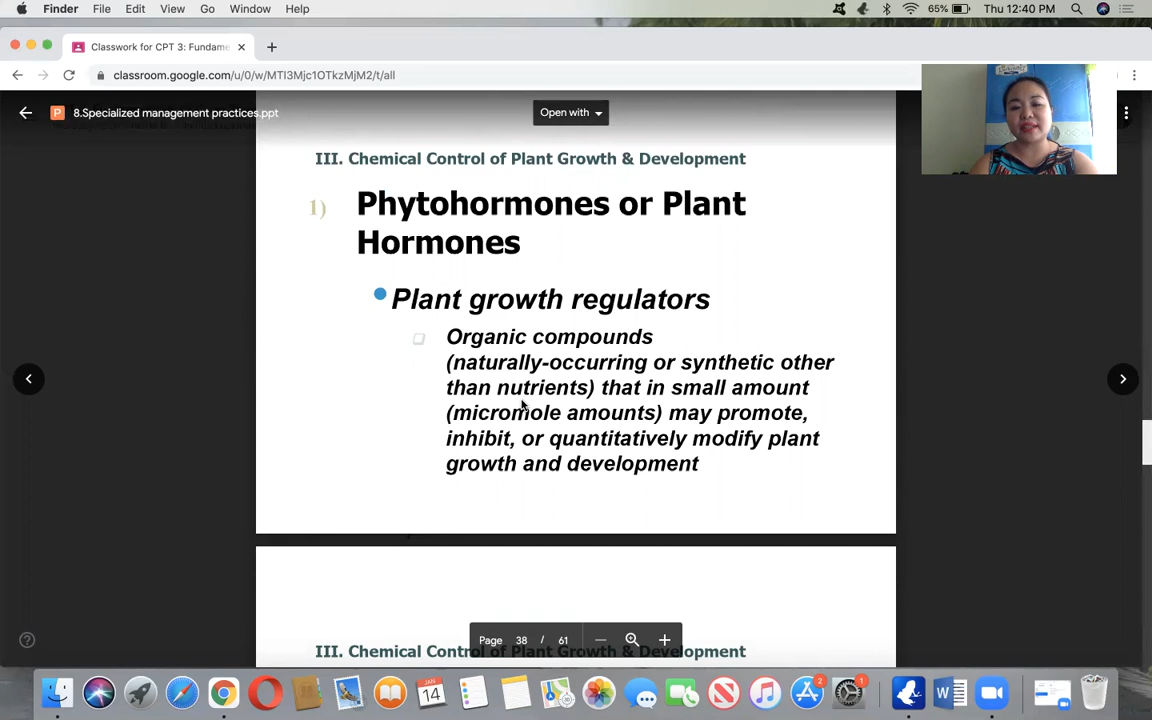 Finder File Edit View Go Window Help 65% Thu 12:40 PM
Classwork for CPT 3: Fundame
classroom.google.com/u/0/w/MTI3Mjc1OTkzMjM2/t/all
P 8.Specialized management practices.ppt Open with
III. Chemical Control of Plant Growth & Development
1) Phytohormones or Plant
Hormones
Plant growth regulators
Organic compounds
(naturally-occurring or synthetic other
than nutrients) that in small amount
(micromole amounts) may promote,
inhibit, or quantitatively modify plant
growth and development
Page 38 / 61
III. Chemical Control of Plant Growth & Development
JAN
14
2
1